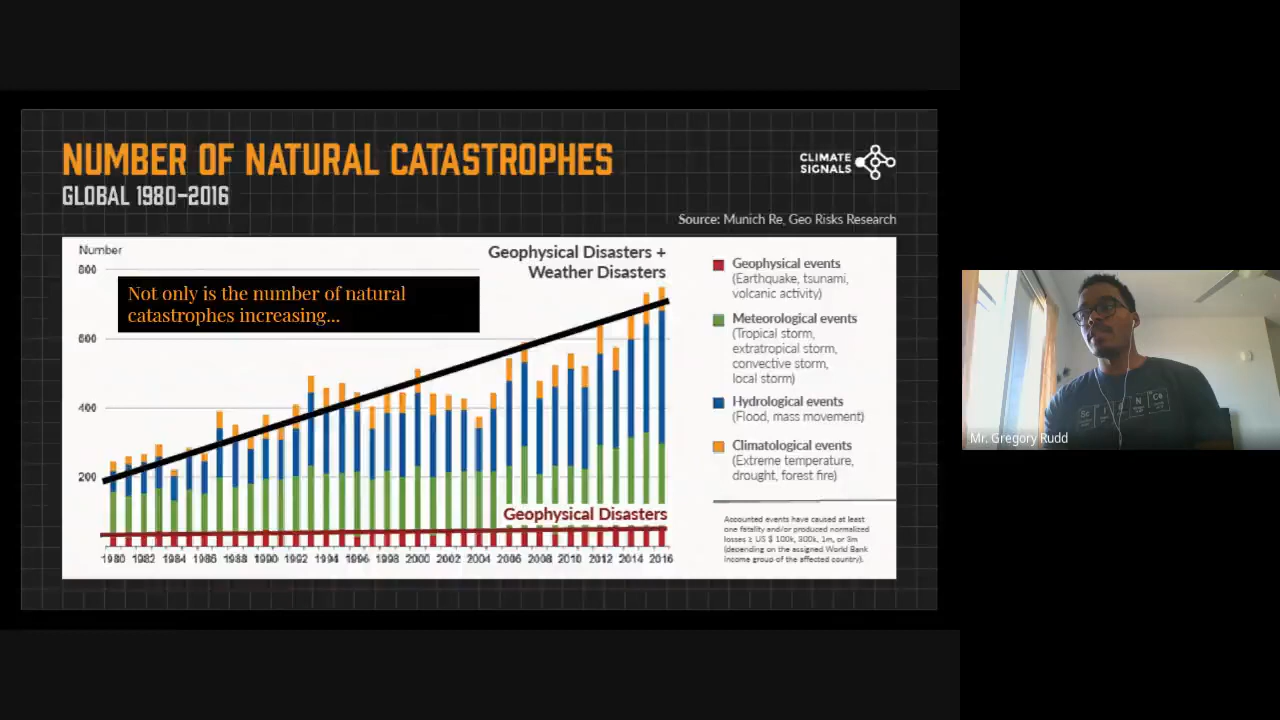 NUMBER OF NATURAL CATASTROPHES
GLOBAL 1980-2016
CLIMATE
SIGNALS
Source: Munich Re, Geo Risks Research
Number
800
600
400
200
Not only is the number of natural
catastrophes increasing...
Geophysical Disasters +
Weather Disasters
Geophysical Disasters
1980 1982 1984 1986 1988 1990 1992 1994 1996 1998 2000 2002 2004 2006 2008 2010 2012 2014 2016
Geophysical events
(Earthquake, tsunami,
volcanic activity)
Meteorological events
(Tropical storm,
extratropical storm,
convective storm,
local storm)
Hydrological events
(Flood, mass movement)
Climatological events
(Extreme temperature,
drought, forest fire)
Accounted events have caused at least
one fatality and/or produced normalized
losses ≥ US $ 100k, 300k, 1m, or 3m
(depending on the assigned World Bank
income group of the affected country).
Sc I e N Ce
Mr. Gregory Rudd